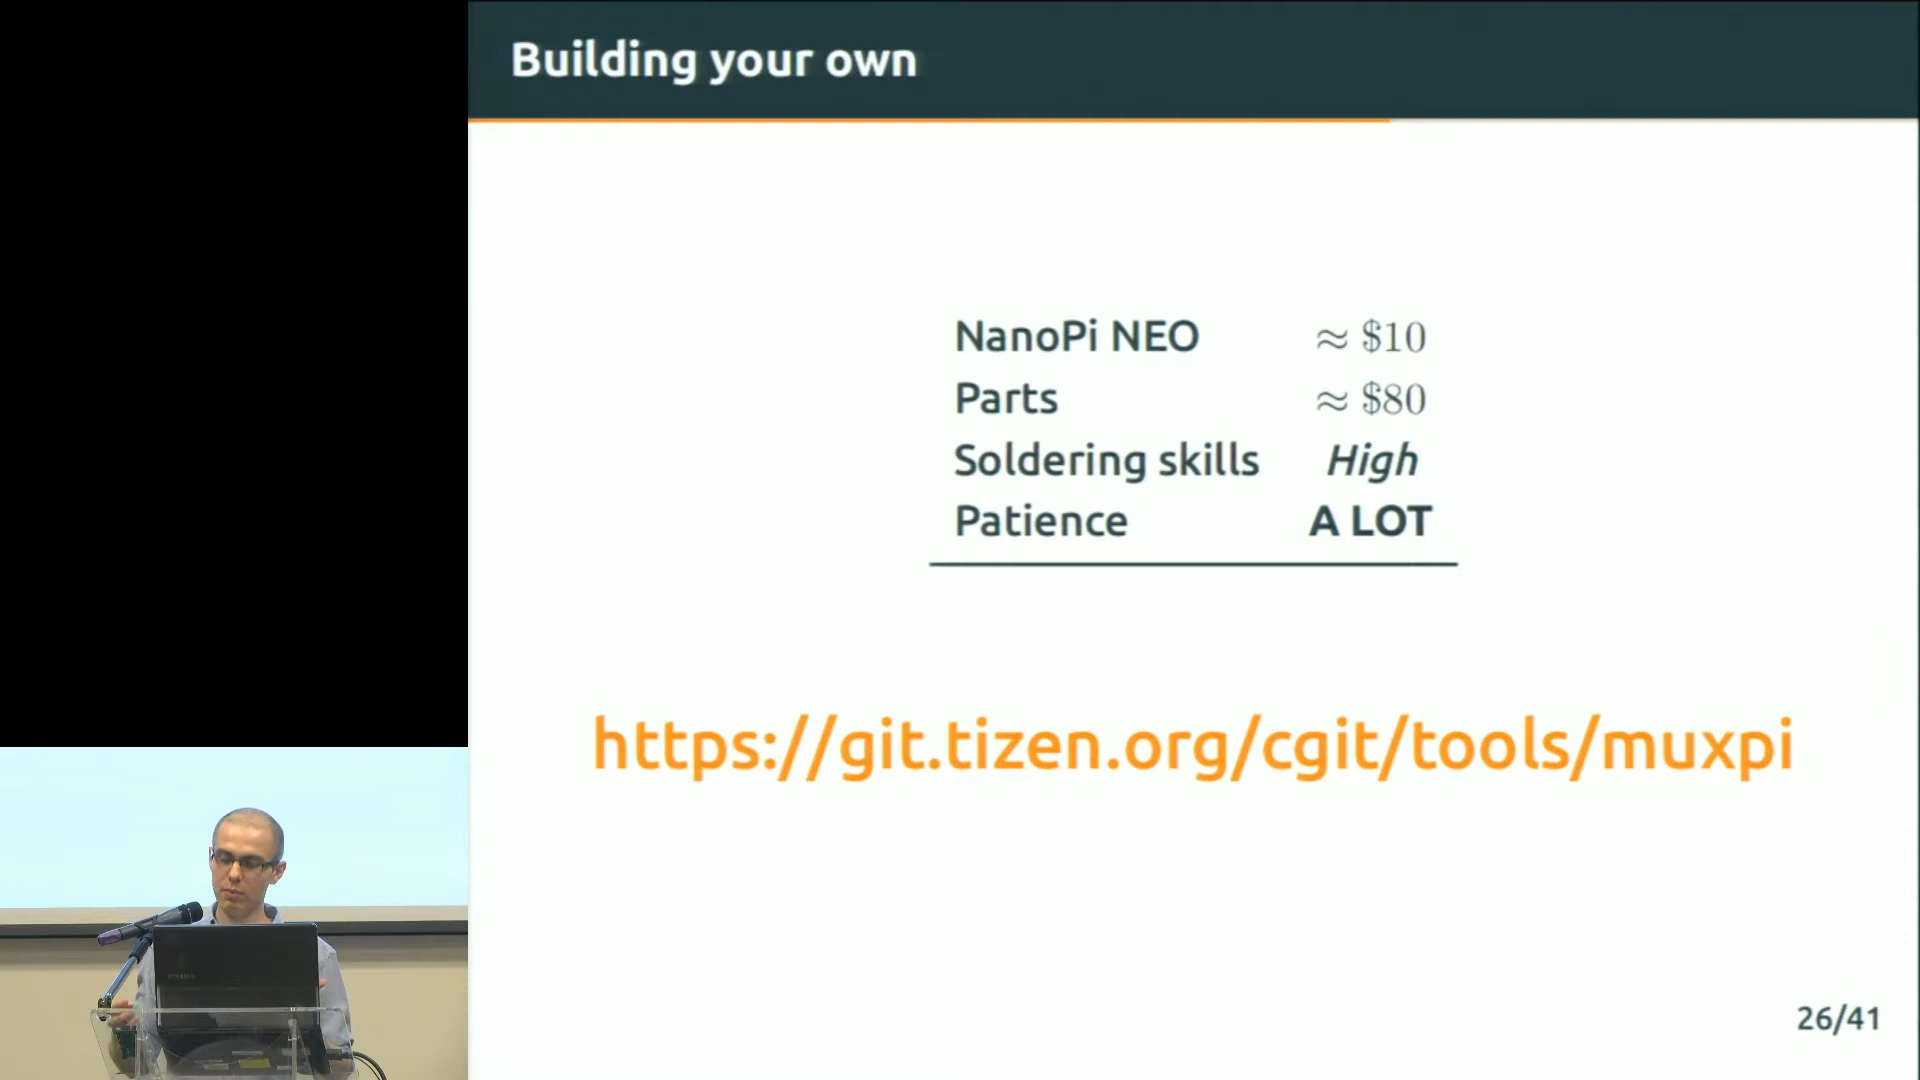 Building your own
NanoPi NEO ≈ $10
Parts ≈ $80
Soldering skills High
Patience A LOT
https://git.tizen.org/cgit/tools/muxpi
26/41